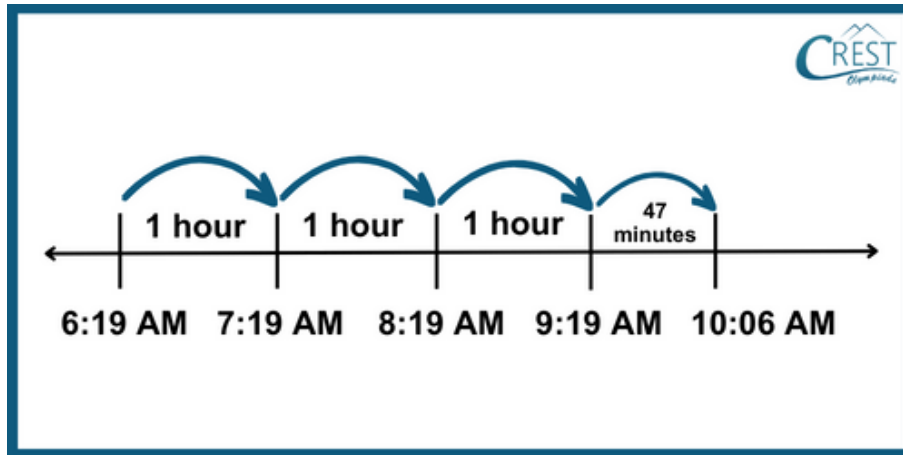 CREST
Olympiads
1 hour 1 hour 1 hour 47 minutes
6:19 AM 7:19 AM 8:19 AM 9:19 AM 10:06 AM